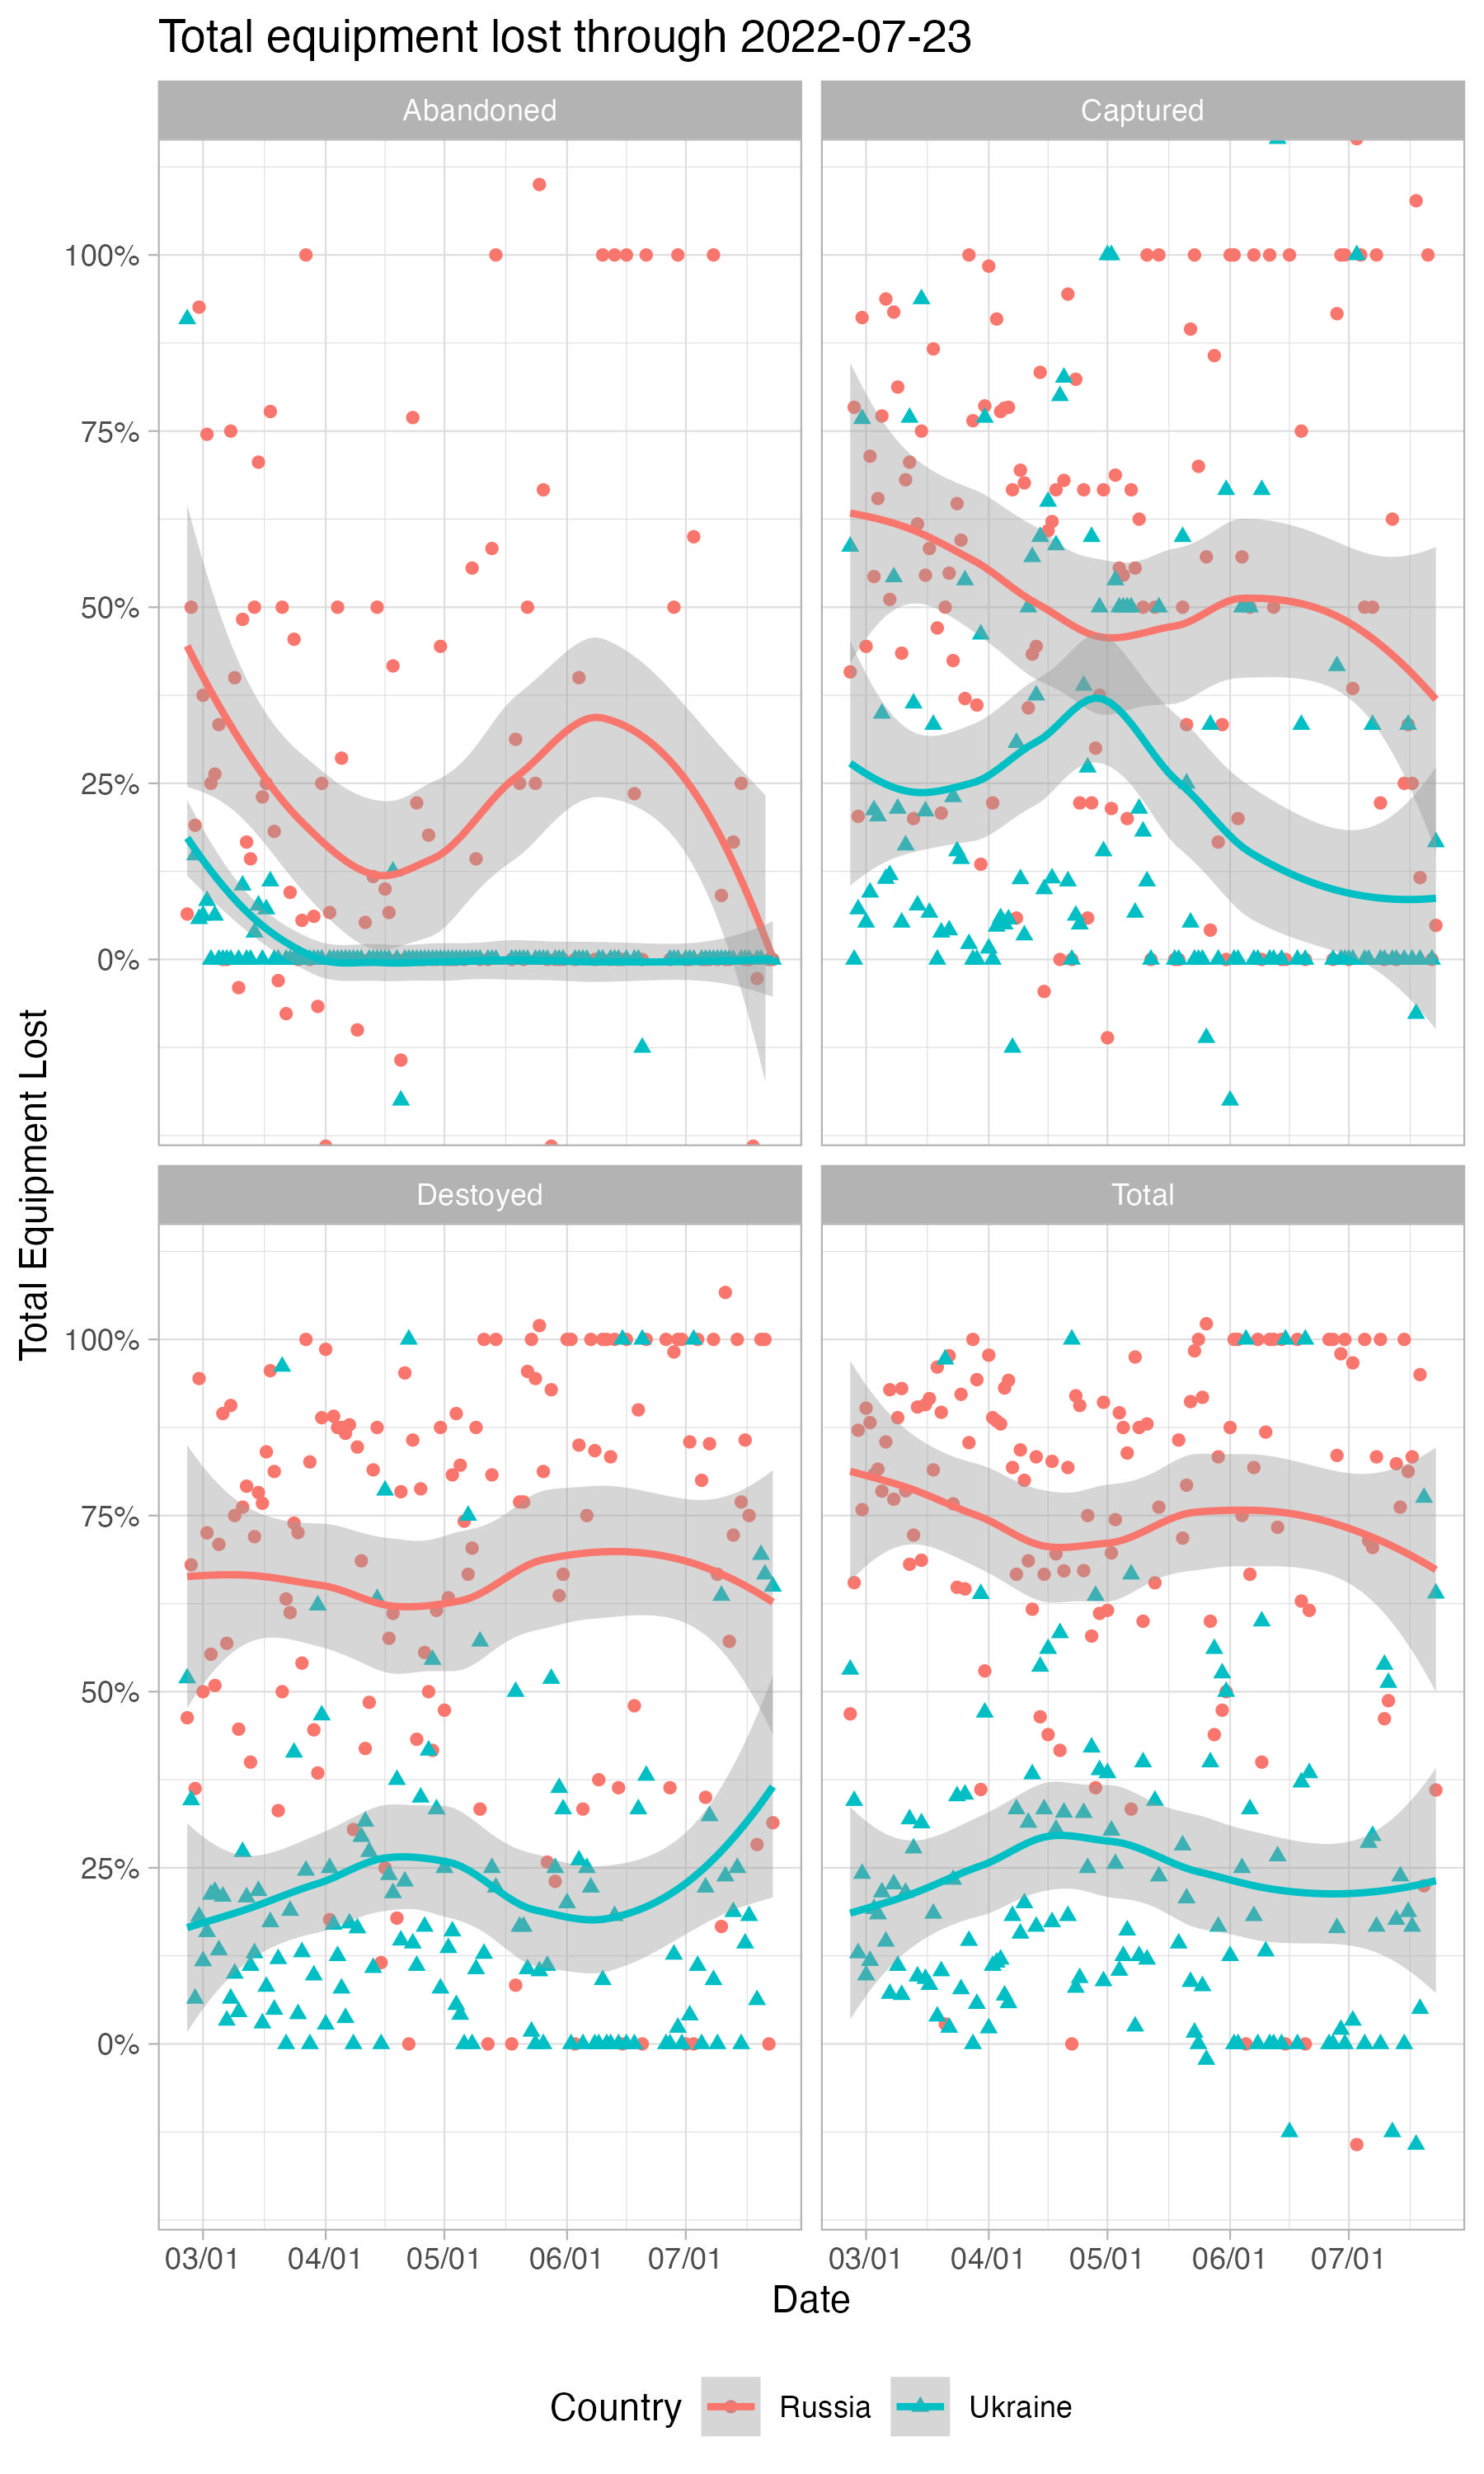 Total equipment lost through 2022-07-23
Abandoned
Captured
100%
75%
50%
25%
0%
Total Equipment Lost
Destoyed
Total
100%
75%
50%
25%
0%
03/01 04/01 05/01 06/01 07/01
03/01 04/01 05/01 06/01 07/01
Date
Country Russia Ukraine